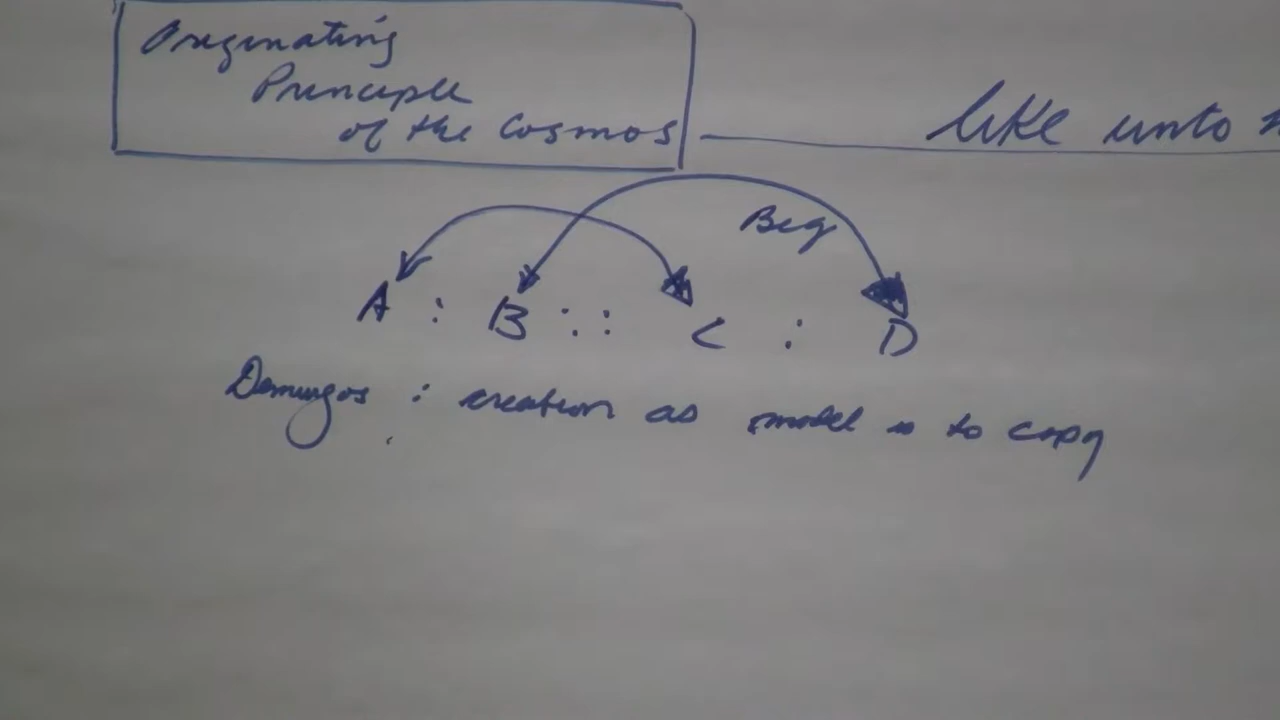 Originating
Principle
of the Cosmos
like unto
Beg
A : B :: C : D
Demiurgos : creation as model is to copy